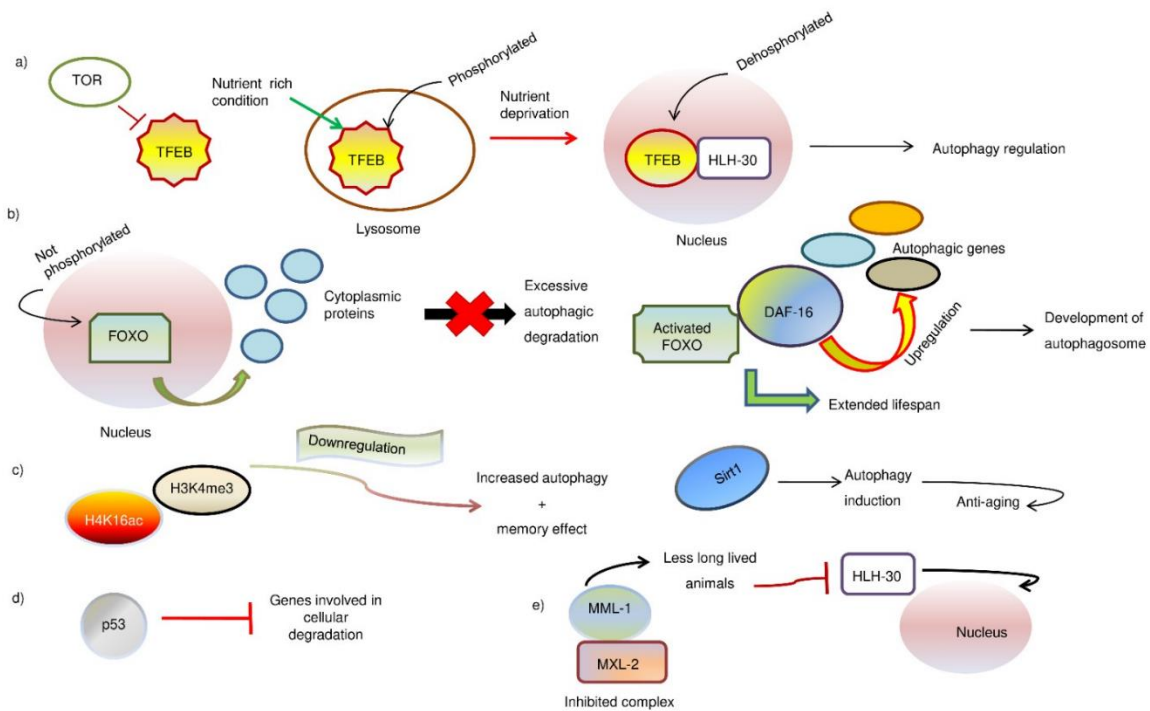 a)
TOR
TFEB
Nutrient rich
condition
Phosphorylated
TFEB
Lysosome
Nutrient
deprivation
Dehosphorylated
TFEB
HLH-30
Nucleus
Autophagy regulation
b)
Not
phosphorylated
FOXO
Nucleus
Cytoplasmic
proteins
Excessive
autophagic
degradation
Activated
FOXO
DAF-16
Autophagic genes
Upregulation
Extended lifespan
Development of
autophagosome
c)
H4K16ac
H3K4me3
Downregulation
Increased autophagy
+
memory effect
Sirt1
Autophagy
induction
Anti-aging
d)
p53
Genes involved in
cellular
degradation
e)
MML-1
MXL-2
Inhibited complex
Less long lived
animals
HLH-30
Nucleus